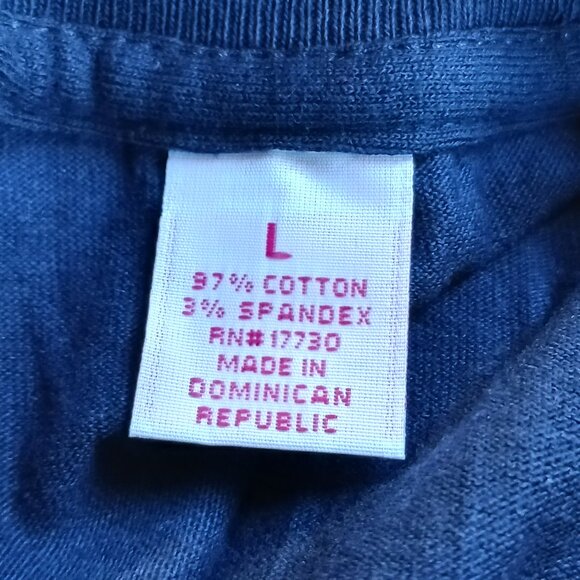 L
97% COTTON
3% SPANDEX
RN# 17730
MADE IN
DOMINICAN
REPUBLIC